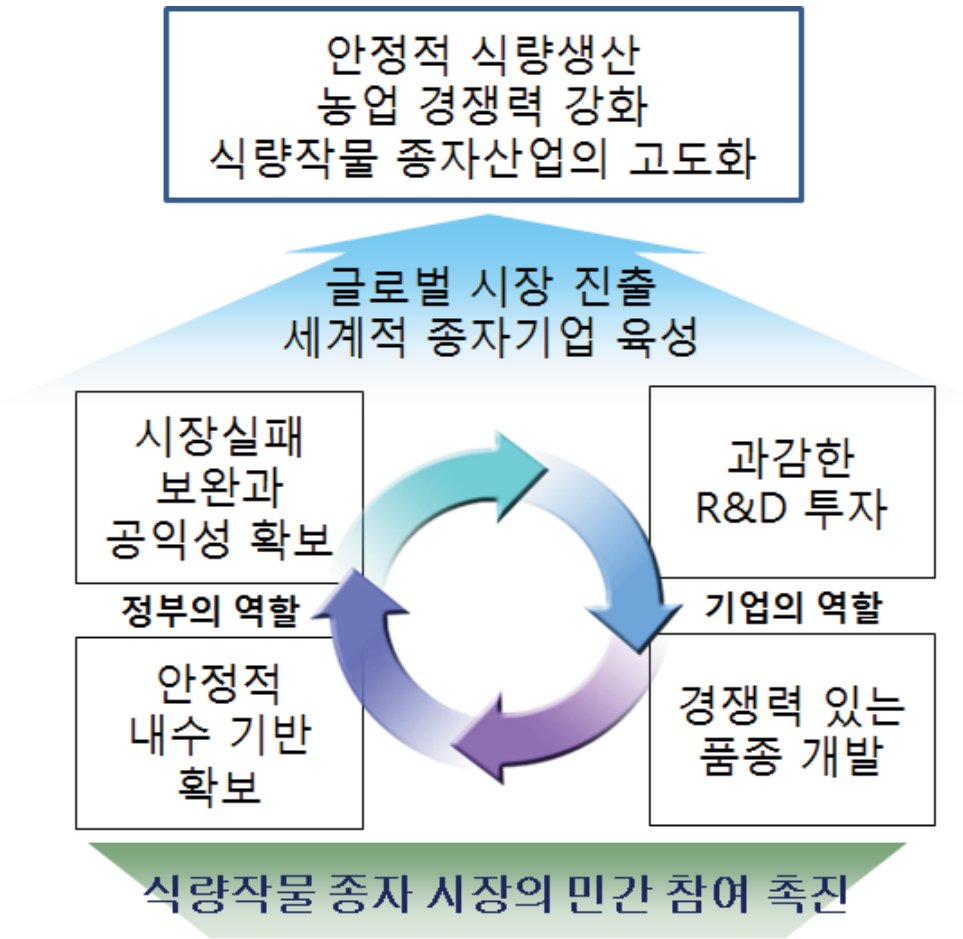 안정적 식량생산
농업 경쟁력 강화
식량작물 종자산업의 고도화
글로벌 시장 진출
세계적 종자기업 육성
시장실패
보완과
공익성 확보
과감한
R&D 투자
정부의 역할
기업의 역할
안정적
내수 기반
확보
경쟁력 있는
품종 개발
식량작물 종자 시장의 민간 참여 촉진